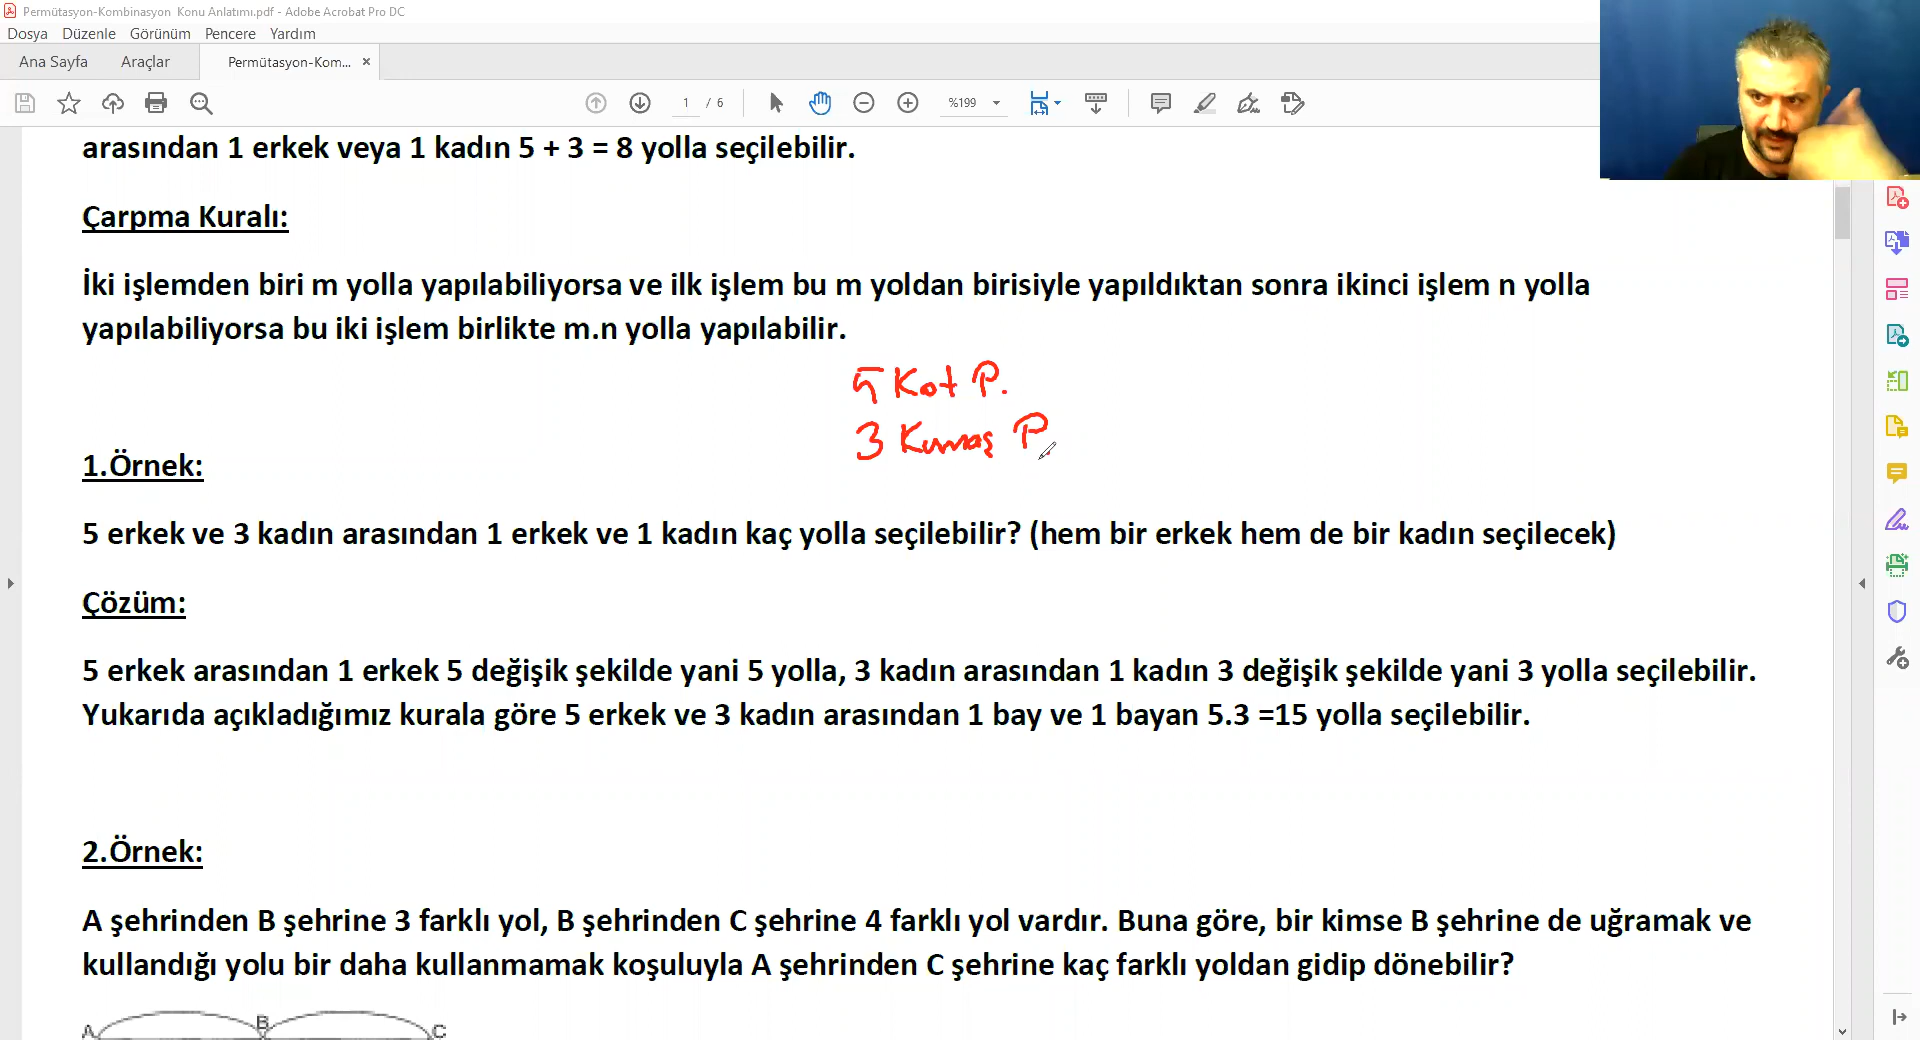 Permütasyon-Kombinasyon Konu Anlatımı.pdf - Adobe Acrobat Pro DC
Dosya Düzenle Görünüm Pencere Yardım
Ana Sayfa Araçlar Permütasyon-Kom... ×
1 / 6 %199
arasından 1 erkek veya 1 kadın 5 + 3 = 8 yolla seçilebilir.
Çarpma Kuralı:
İki işlemden biri m yolla yapılabiliyorsa ve ilk işlem bu m yoldan birisiyle yapıldıktan sonra ikinci işlem n yolla
yapılabiliyorsa bu iki işlem birlikte m.n yolla yapılabilir.
5 Kot P.
3 Kumaş P
1.Örnek:
5 erkek ve 3 kadın arasından 1 erkek ve 1 kadın kaç yolla seçilebilir? (hem bir erkek hem de bir kadın seçilecek)
Çözüm:
5 erkek arasından 1 erkek 5 değişik şekilde yani 5 yolla, 3 kadın arasından 1 kadın 3 değişik şekilde yani 3 yolla seçilebilir.
Yukarıda açıkladığımız kurala göre 5 erkek ve 3 kadın arasından 1 bay ve 1 bayan 5.3 =15 yolla seçilebilir.
2.Örnek:
A şehrinden B şehrine 3 farklı yol, B şehrinden C şehrine 4 farklı yol vardır. Buna göre, bir kimse B şehrine de uğramak ve
kullandığı yolu bir daha kullanmamak koşuluyla A şehrinden C şehrine kaç farklı yoldan gidip dönebilir?
A B C